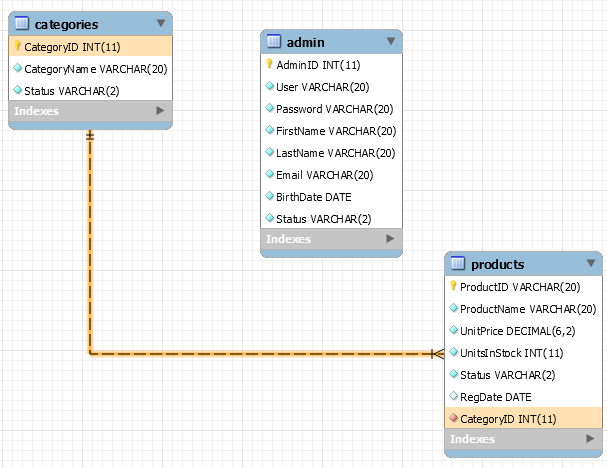 categories
CategoryID INT(11)
CategoryName VARCHAR(20)
Status VARCHAR(2)
Indexes
admin
AdminID INT(11)
User VARCHAR(20)
Password VARCHAR(20)
FirstName VARCHAR(20)
LastName VARCHAR(20)
Email VARCHAR(20)
BirthDate DATE
Status VARCHAR(2)
Indexes
products
ProductID VARCHAR(20)
ProductName VARCHAR(20)
UnitPrice DECIMAL(6,2)
UnitsInStock INT(11)
Status VARCHAR(2)
RegDate DATE
CategoryID INT(11)
Indexes